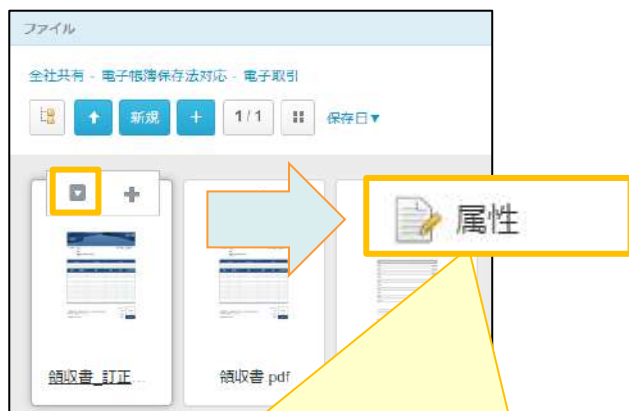 ファイル
全社共有 - 電子帳簿保存法対応 - 電子取引
新規
1/1
保存日▼
属性
領収書_訂正...
領収書.pdf